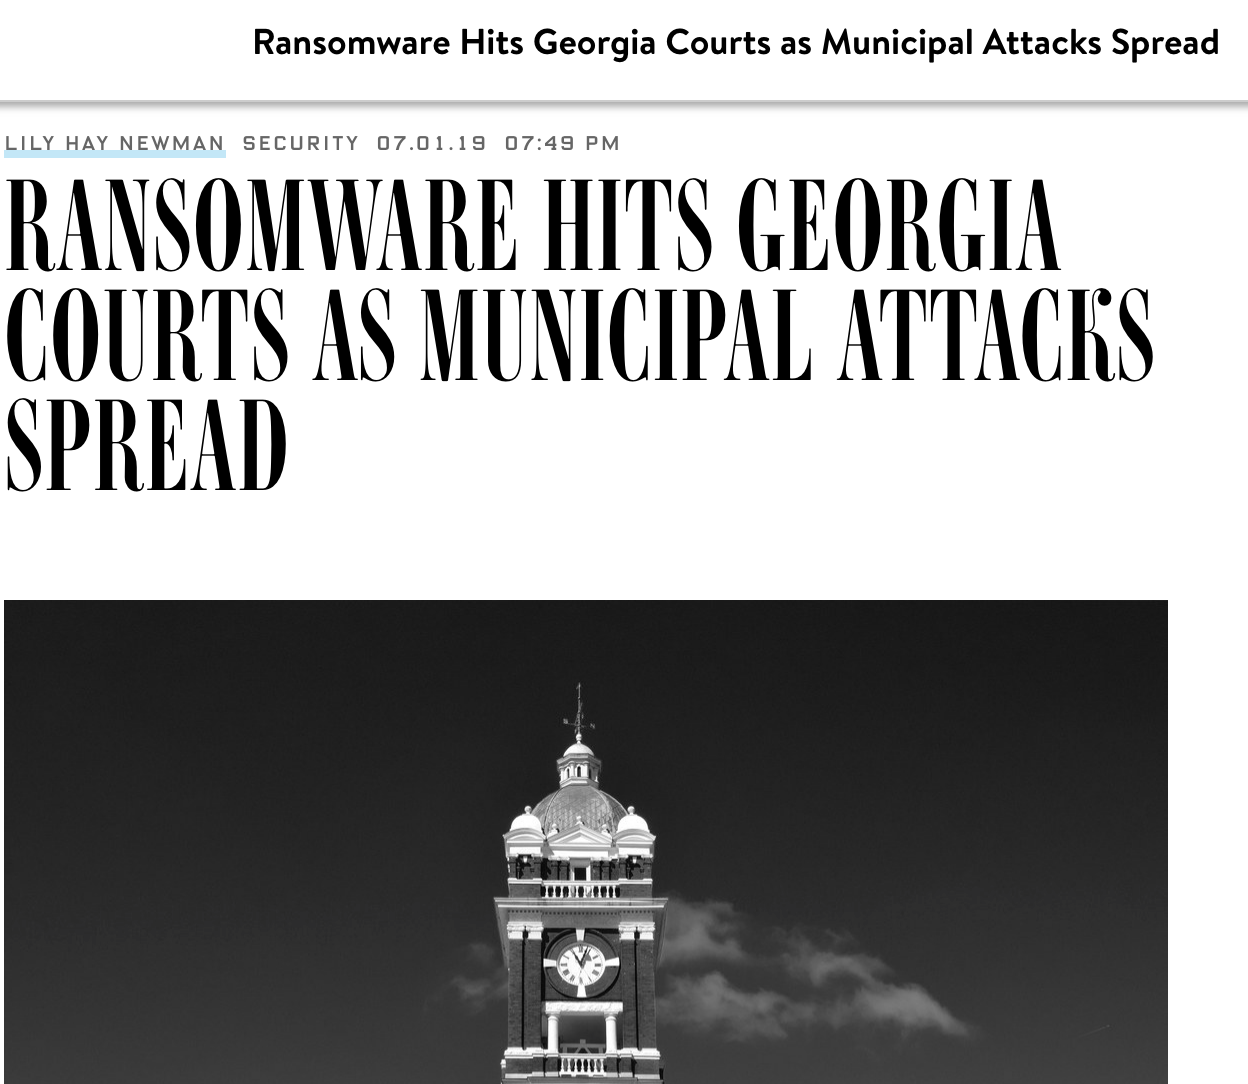 Ransomware Hits Georgia Courts as Municipal Attacks Spread
LILY HAY NEWMAN SECURITY 07.01.19 07:49 PM
RANSOMWARE HITS GEORGIA
COURTS AS MUNICIPAL ATTACKS
SPREAD